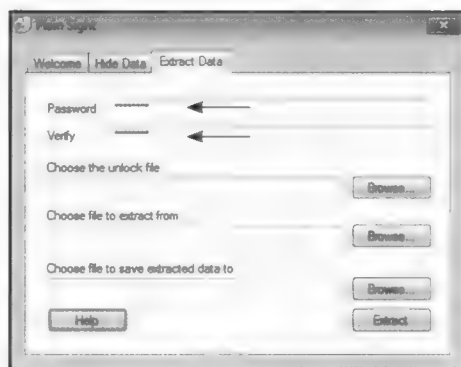 Plain Sight
Welcome Hide Data Extract Data
Password
Verify
Choose the unlock file
Browse...
Choose file to extract from
Browse...
Choose file to save extracted data to
Browse...
Help Extract